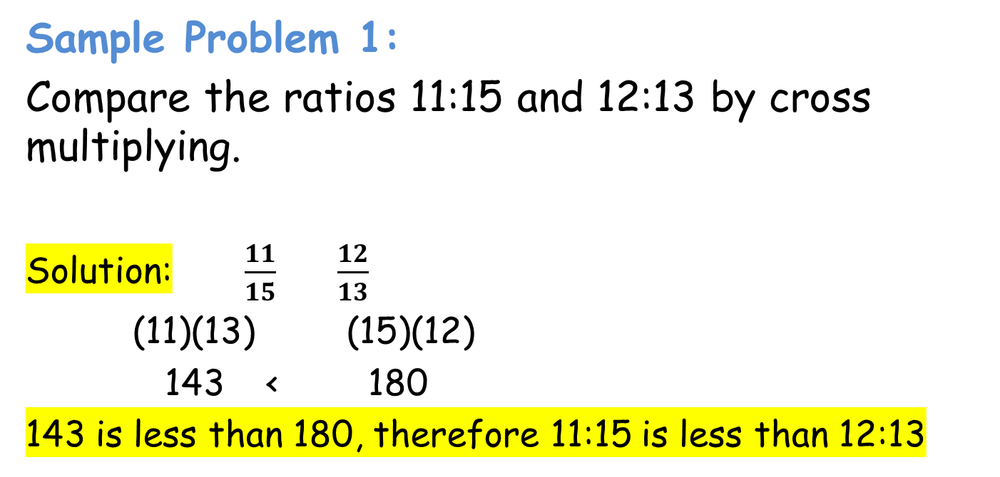 Sample Problem 1:
Compare the ratios 11:15 and 12:13 by cross
multiplying.
Solution: 11/15 12/13
(11)(13) (15)(12)
143 < 180
143 is less than 180, therefore 11:15 is less than 12:13